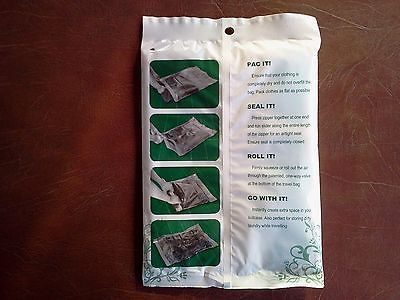 PAC IT!
Ensure that your clothing is
completely dry and do not overfill the
bag. Pack clothes as flat as possible
SEAL IT!
Press zipper together at one end
and run slider along the entire length
of the zipper for an airtight seal.
Ensure seal is completely closed
ROLL IT!
Firmly squeeze or roll out the air
through the patented, one-way valve
at the bottom of the travel bag
GO WITH IT!
Instantly create extra space in you
suitcase. Also perfect for storing dirty
laundry while travelling